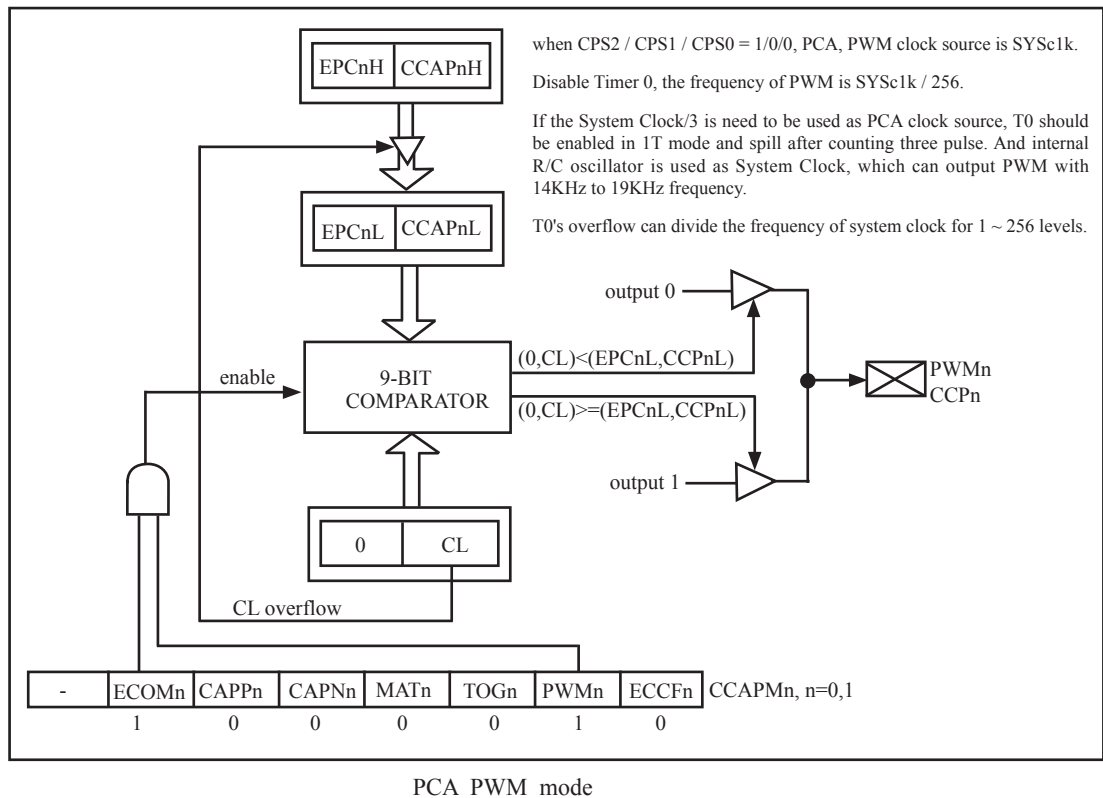 EPCnH CCAPnH
when CPS2 / CPS1 / CPS0 = 1/0/0, PCA, PWM clock source is SYSc1k.
Disable Timer 0, the frequency of PWM is SYSc1k / 256.
If the System Clock/3 is need to be used as PCA clock source, T0 should
be enabled in 1T mode and spill after counting three pulse. And internal
R/C oscillator is used as System Clock, which can output PWM with
14KHz to 19KHz frequency.
T0's overflow can divide the frequency of system clock for 1 ~ 256 levels.
EPCnL CCAPnL
output 0
(0,CL)<(EPCnL,CCPnL)
enable
9-BIT
COMPARATOR
PWMn
CCPn
(0,CL)>=(EPCnL,CCPnL)
output 1
0 CL
CL overflow
- ECOMn CAPPn CAPNn MATn TOGn PWMn ECCFn CCAPMn, n=0,1
1 0 0 0 0 1 0
PCA PWM mode